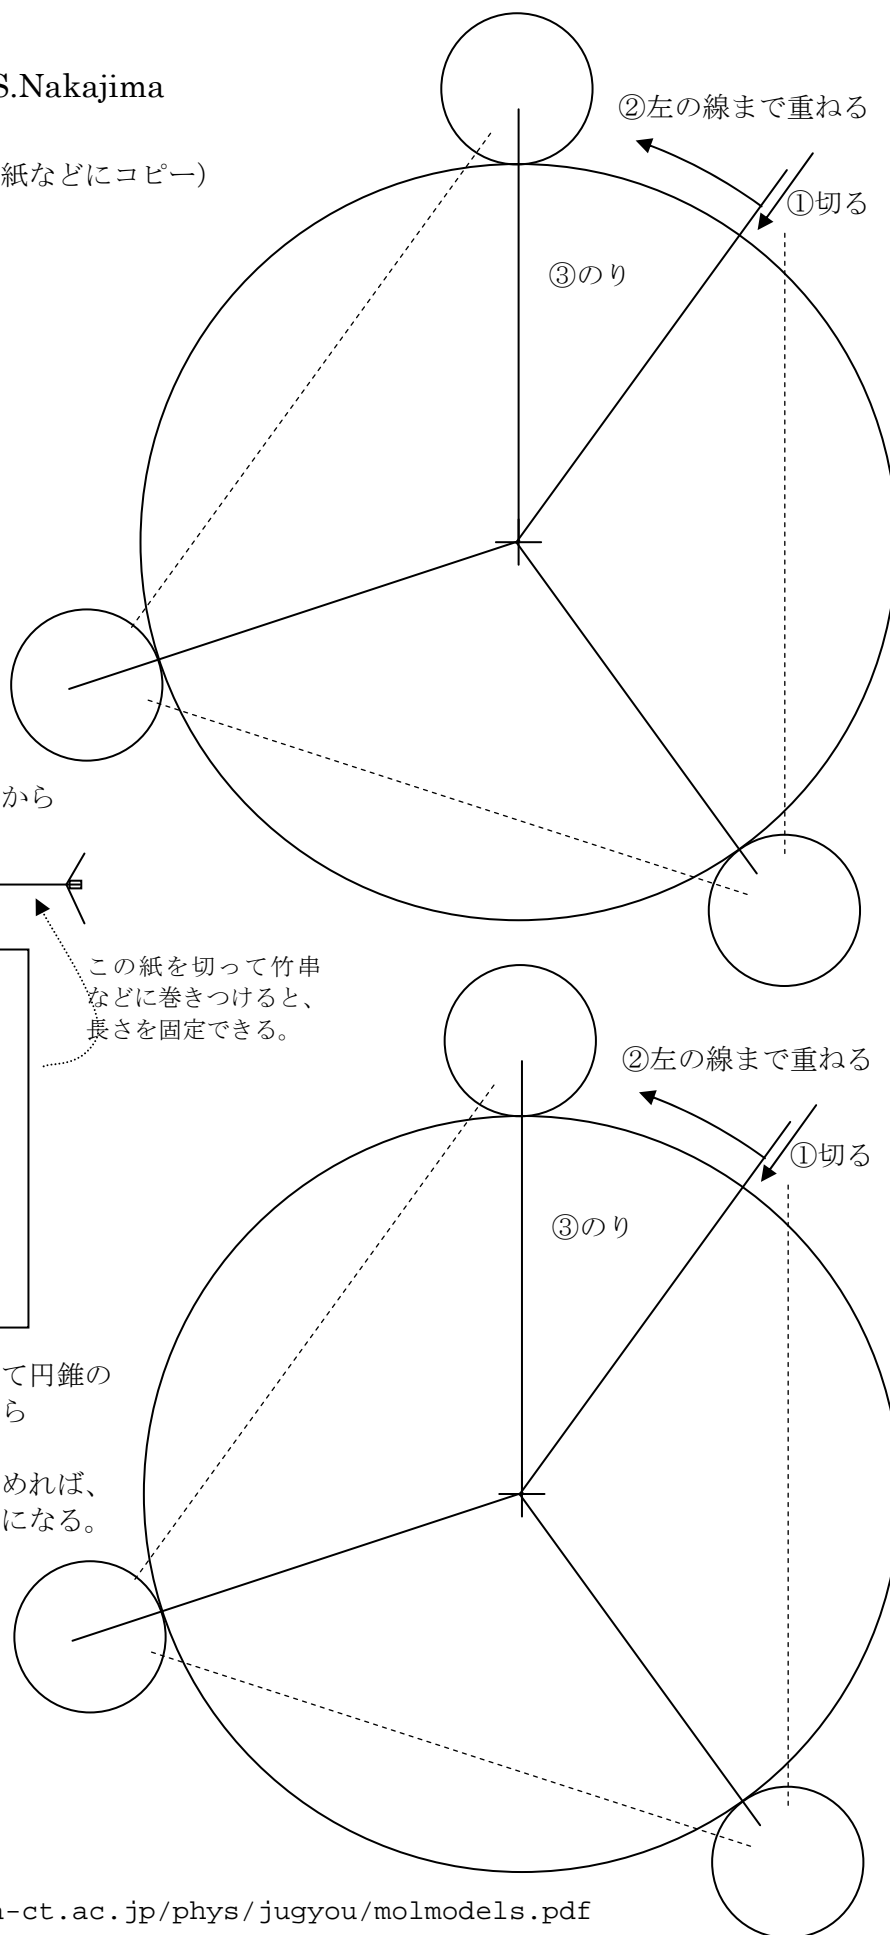 S.Nakajima
②左の線まで重ねる
紙などにコピー）
①切る
③のり
から
この紙を切って竹串
などに巻きつけると、
長さを固定できる。
②左の線まで重ねる
①切る
③のり
て円錐の
ら
めれば、
になる。
-ct.ac.jp/phys/jugyou/molmodels.pdf